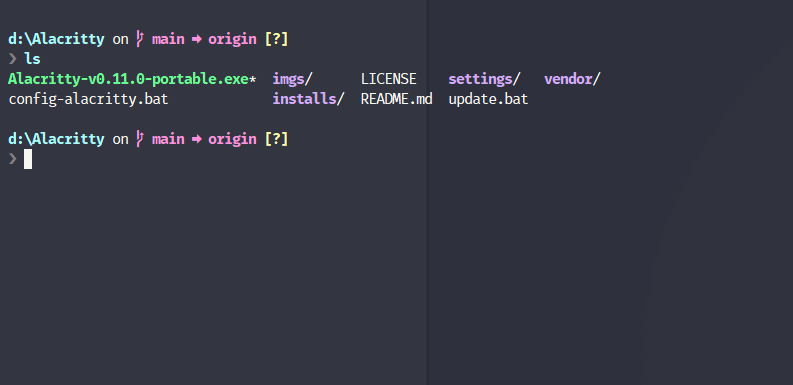 d:\Alacritty on ᚶ main ➜ origin [?]
❯ ls
Alacritty-v0.11.0-portable.exe* imgs/ LICENSE settings/ vendor/
config-alacritty.bat installs/ README.md update.bat
d:\Alacritty on ᚶ main ➜ origin [?]
❯